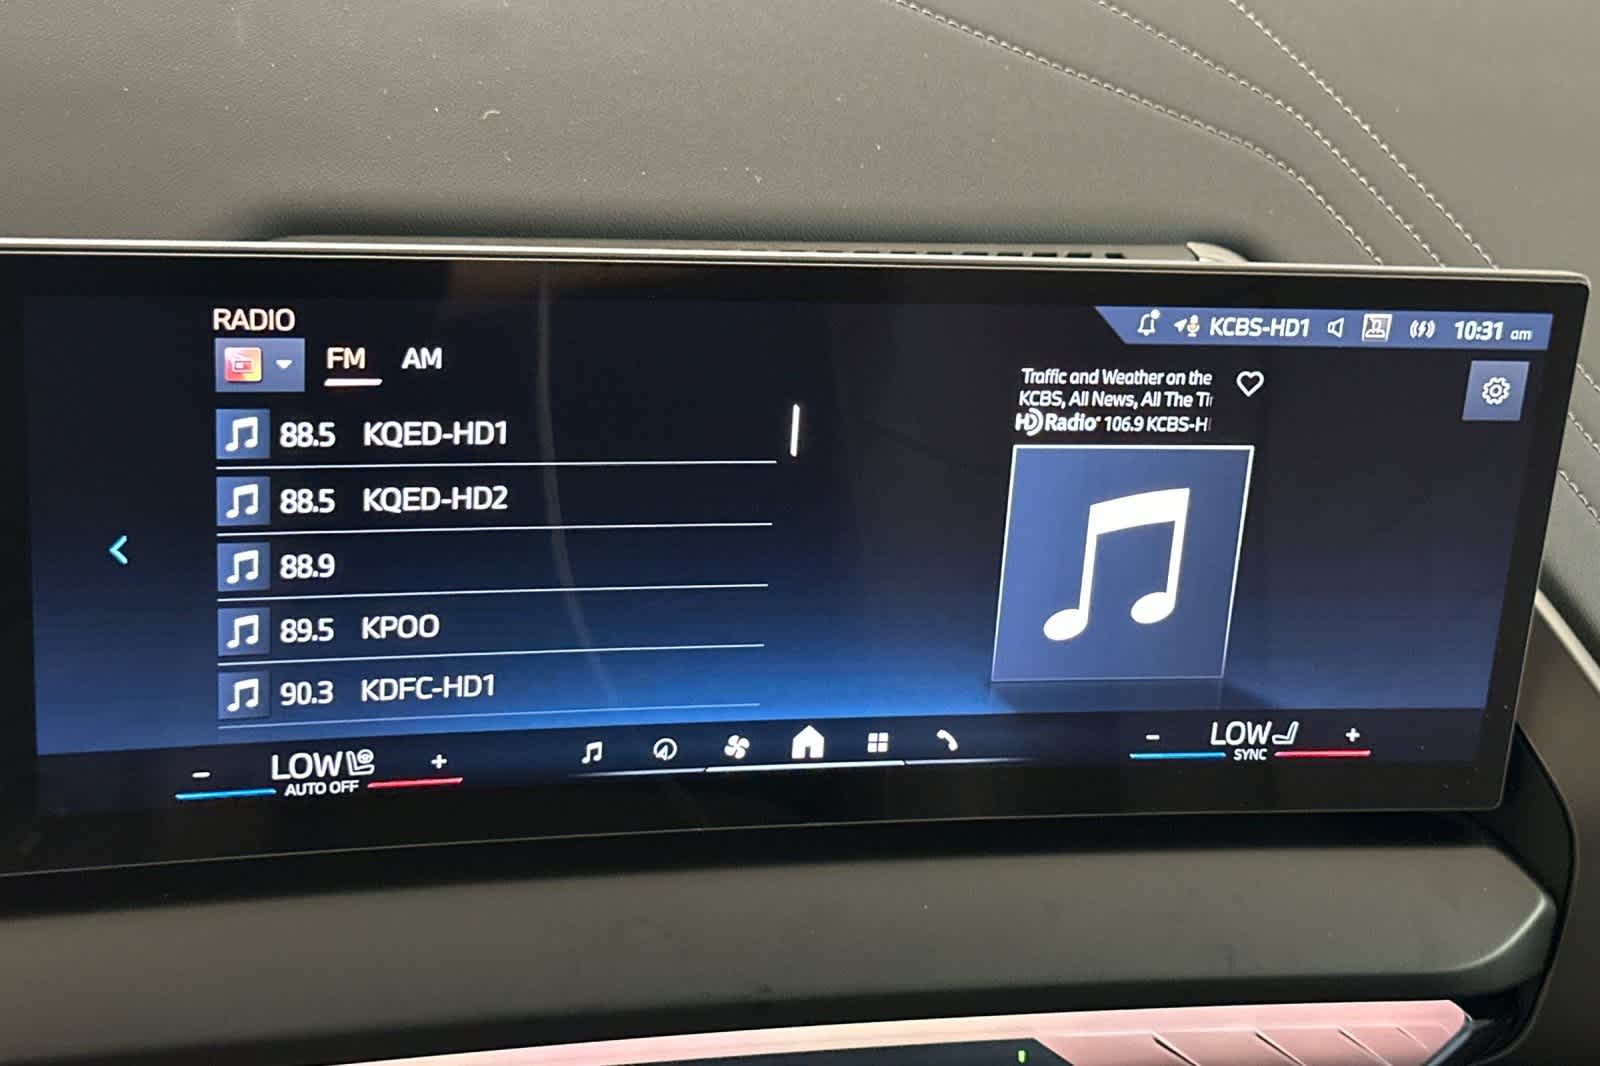 RADIO
KCBS-HD1 10:31 am
FM AM
Traffic and Weather on the
KCBS, All News, All The
HD Radio 106.9 KCBS-H
88.5 KQED-HD1
88.5 KQED-HD2
88.9
89.5 KPOO
90.3 KDFC-HD1
- LOW +
AUTO OFF
- LOW +
SYNC